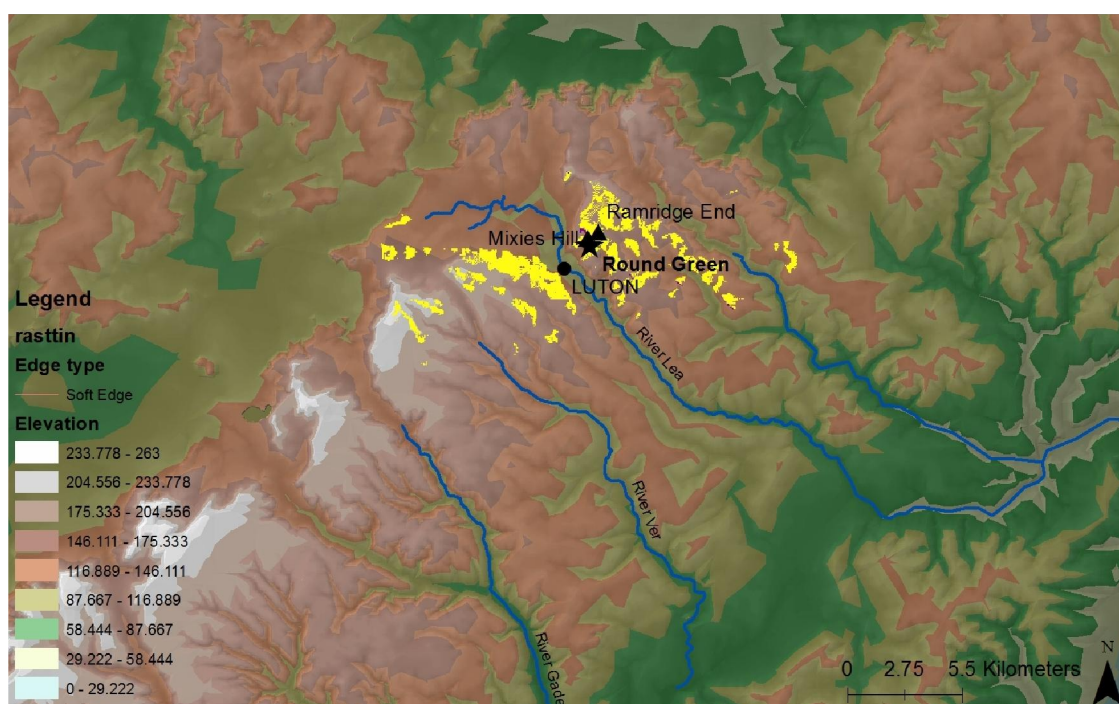 Ramridge End
Mixies Hill
Round Green
LUTON
River Lea
River Ver
River Gade
Legend
rasttin
Edge type
Soft Edge
Elevation
233.778 - 263
204.556 - 233.778
175.333 - 204.556
146.111 - 175.333
116.889 - 146.111
87.667 - 116.889
58.444 - 87.667
29.222 - 58.444
0 - 29.222
N
0 2.75 5.5 Kilometers